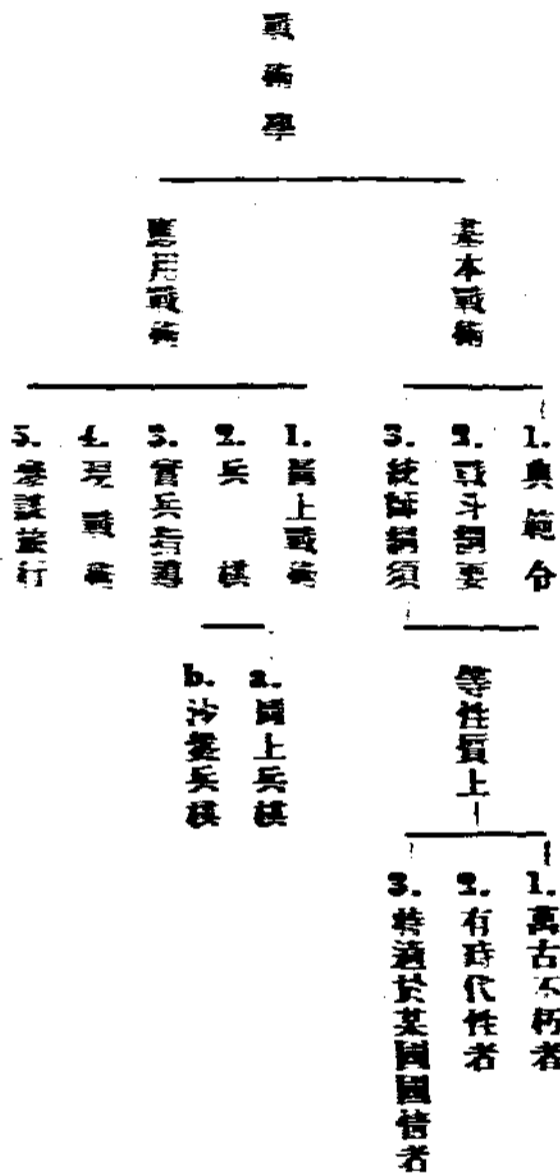 戰術學
基本戰術
1. 典範令
2. 戰斗綱要
3. 統帥綱領
等性質上
1. 萬古不朽者
2. 有時代性者
3. 特適於某國國情者
應用戰術
1. 圖上戰術
2. 兵棋
a. 圖上兵棋
b. 沙盤兵棋
3. 實兵指導
4. 現戰術
5. 參謀旅行